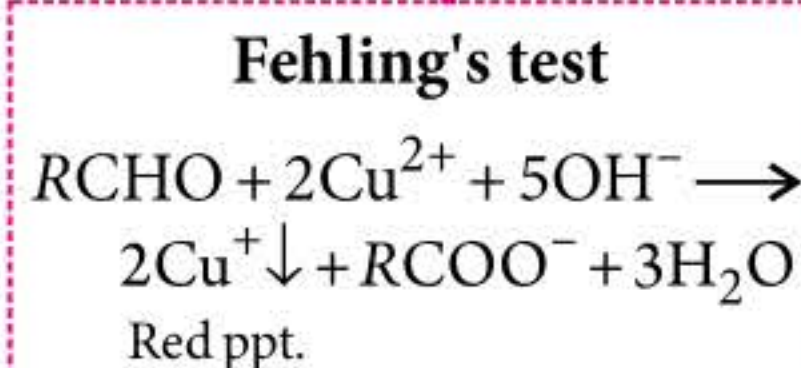 Fehling's test
RCHO + 2Cu²⁺ + 5OH⁻ ⟶
2Cu⁺↓ + RCOO⁻ + 3H₂O
Red ppt.